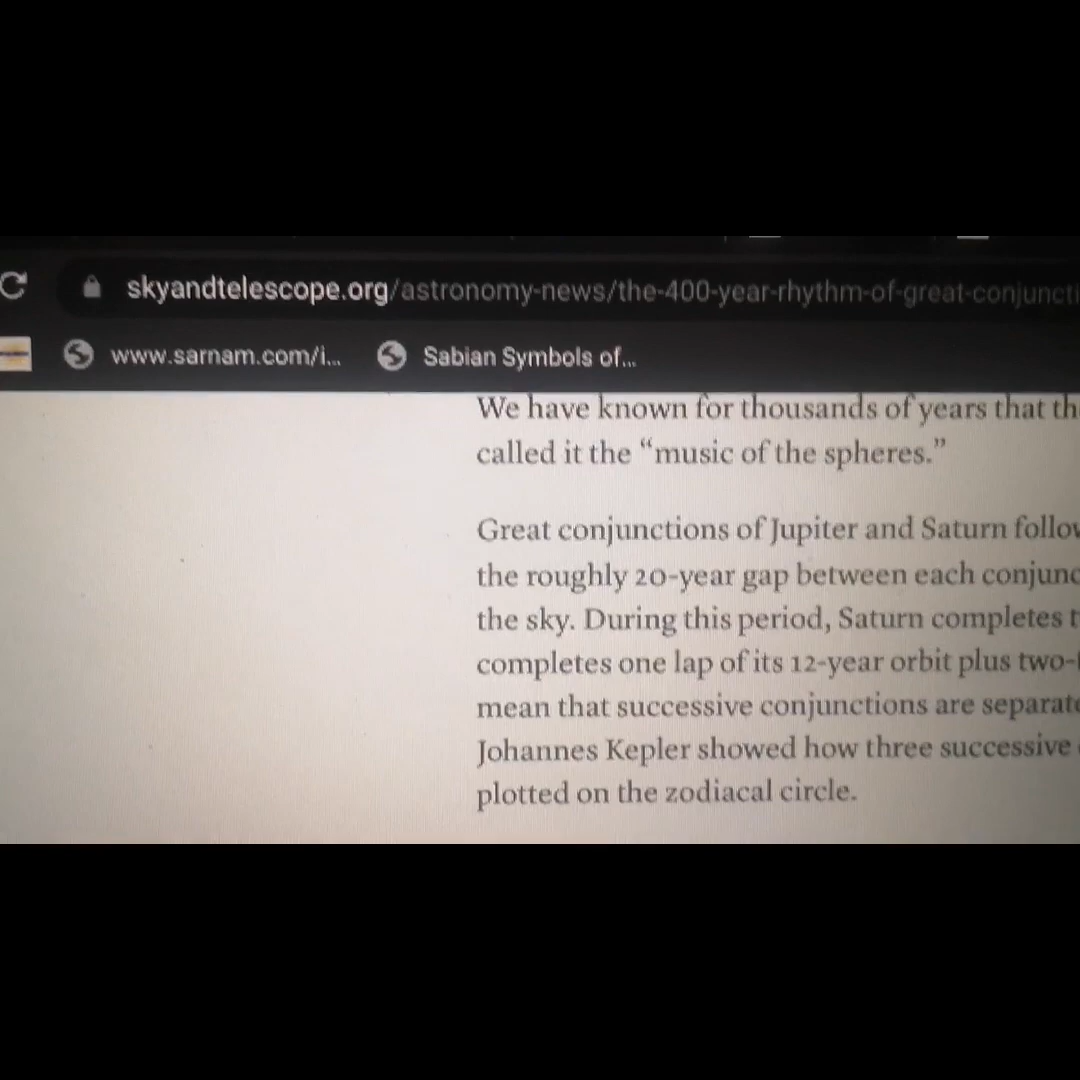 skyandtelescope.org/astronomy-news/the-400-year-rhythm-of-great-conjuncti
www.sarnam.com/i... Sabian Symbols of...
We have known for thousands of years that th
called it the “music of the spheres.”
Great conjunctions of Jupiter and Saturn follow
the roughly 20-year gap between each conjunc
the sky. During this period, Saturn completes t
completes one lap of its 12-year orbit plus two-
mean that successive conjunctions are separate
Johannes Kepler showed how three successive
plotted on the zodiacal circle.